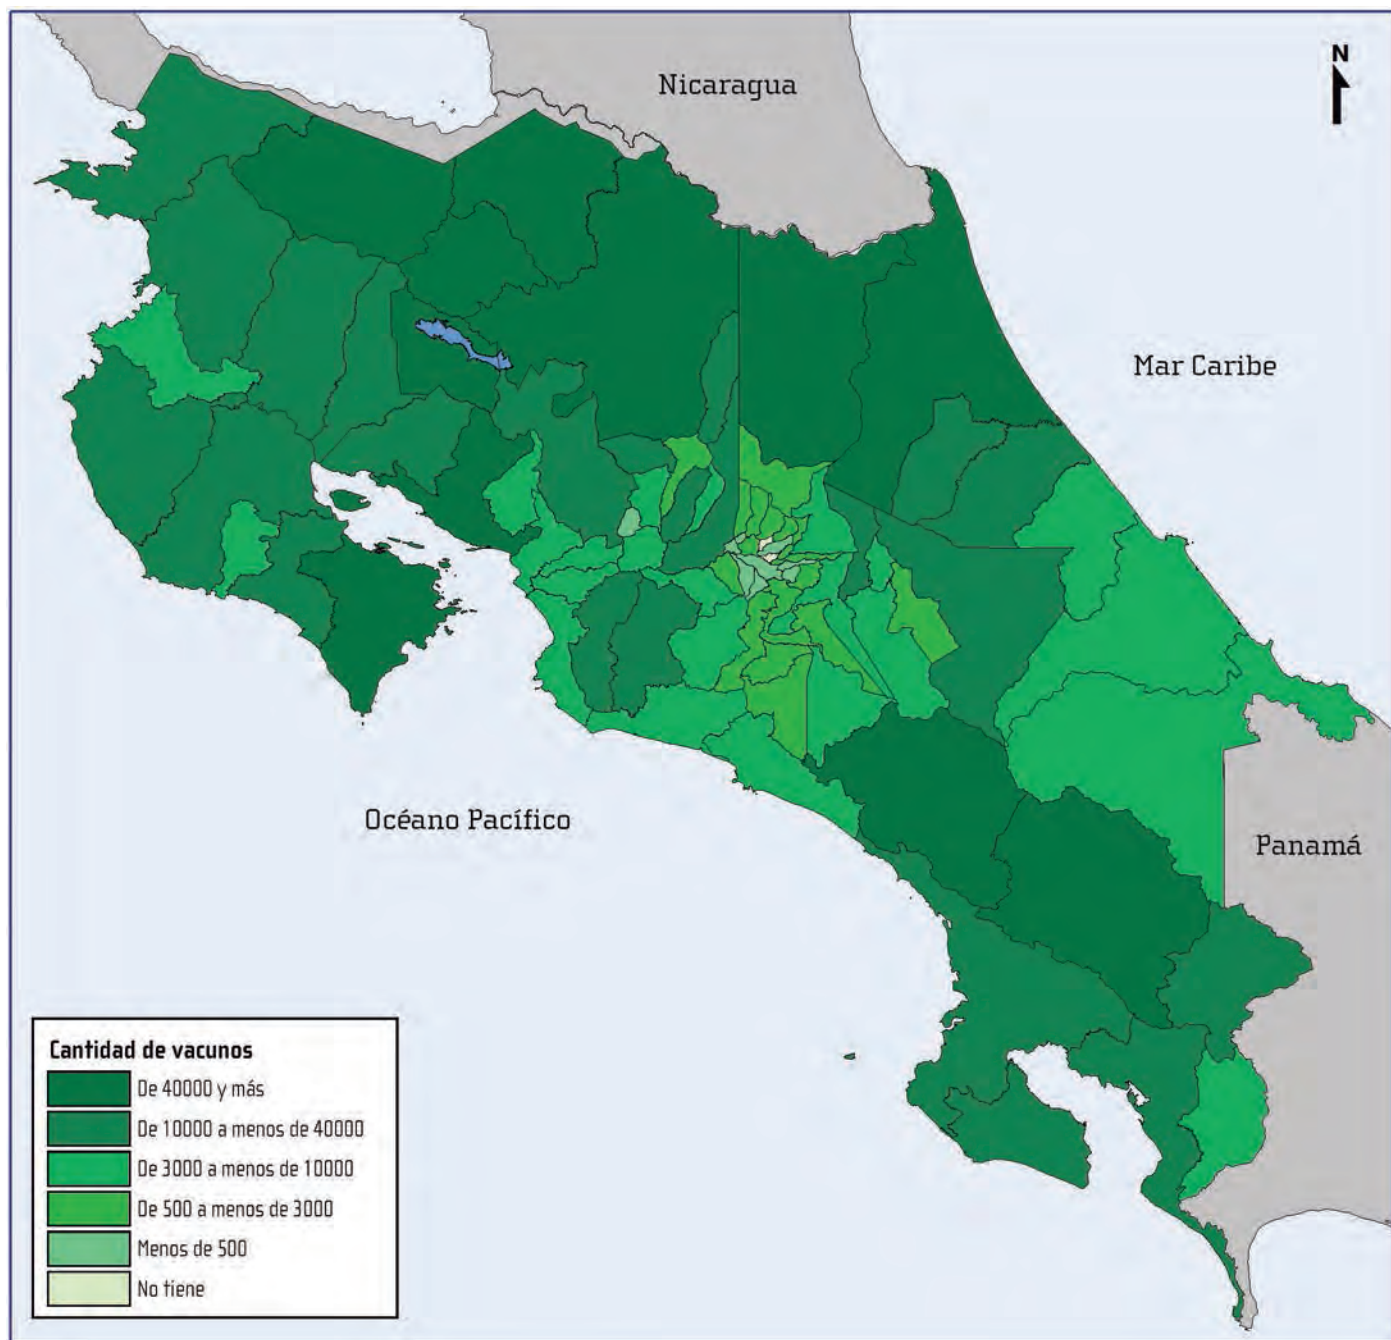 N
Nicaragua
Mar Caribe
Océano Pacífico
Panamá
Cantidad de vacunos
De 40000 y más
De 10000 a menos de 40000
De 3000 a menos de 10000
De 500 a menos de 3000
Menos de 500
No tiene